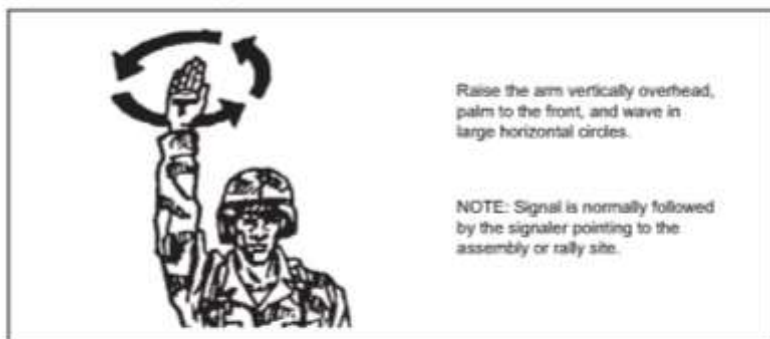 Raise the arm vertically overhead,
palm to the front, and wave in
large horizontal circles.
NOTE: Signal is normally followed
by the signaler pointing to the
assembly or rally site.